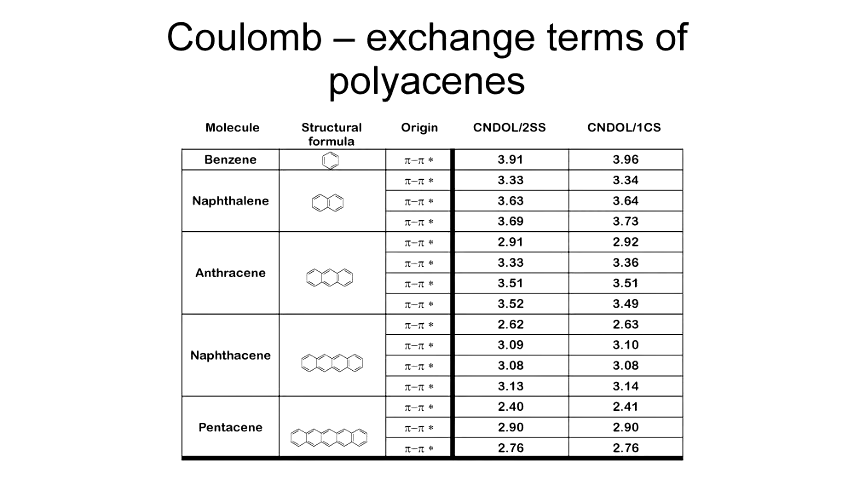 Coulomb – exchange terms of
polyacenes
Molecule Structural formula Origin CNDOL/2SS CNDOL/1CS
Benzene π−π * 3.91 3.96
Naphthalene π−π * 3.33 3.34
π−π * 3.63 3.64
π−π * 3.69 3.73
Anthracene π−π * 2.91 2.92
π−π * 3.33 3.36
π−π * 3.51 3.51
π−π * 3.52 3.49
Naphthacene π−π * 2.62 2.63
π−π * 3.09 3.10
π−π * 3.08 3.08
π−π * 3.13 3.14
Pentacene π−π * 2.40 2.41
π−π * 2.90 2.90
π−π * 2.76 2.76